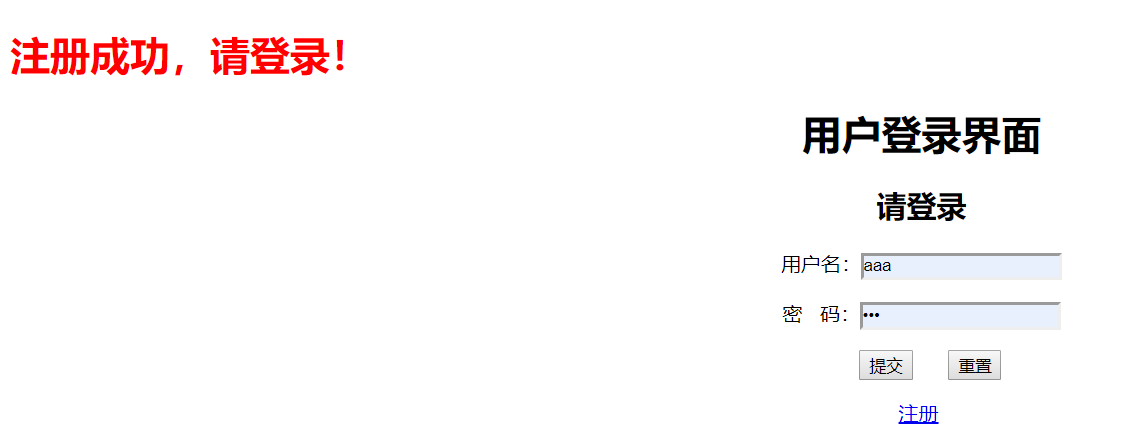 注册成功，请登录！
用户登录界面
请登录
用户名：aaa
密 码：•••
提交 重置
注册